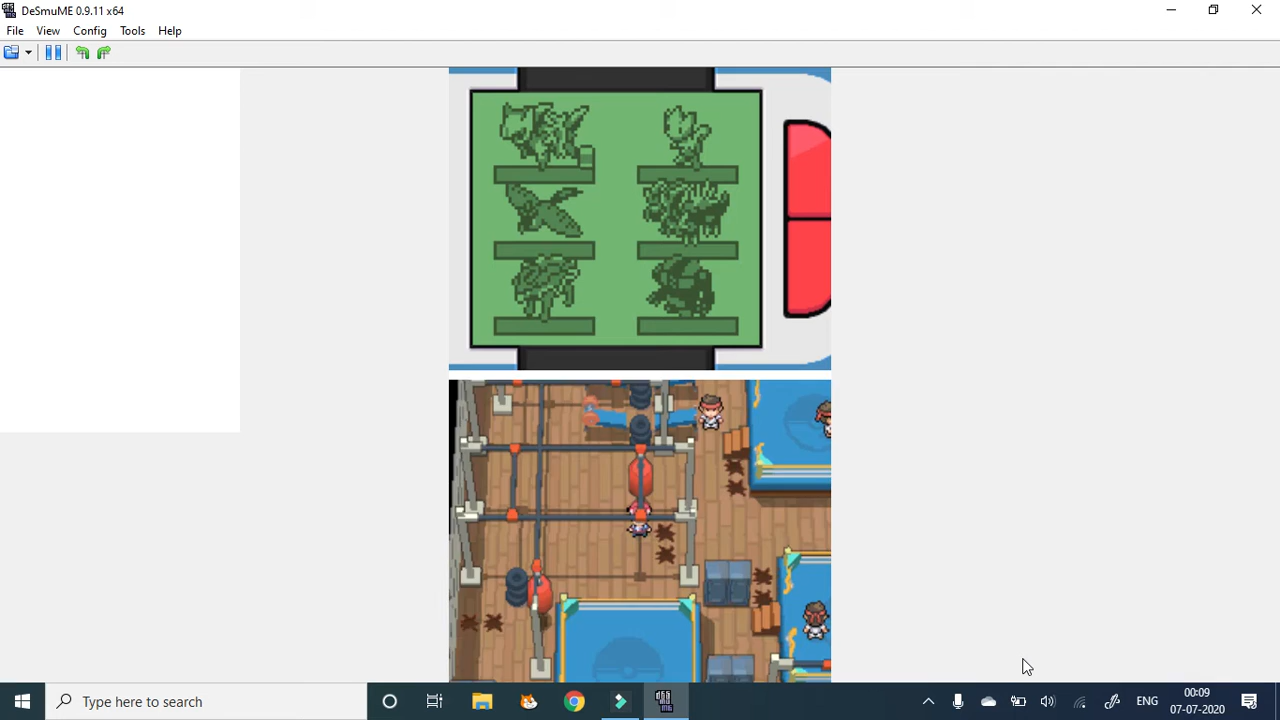 DeSmuME 0.9.11 x64
File View Config Tools Help
Type here to search
ENG
00:09
07-07-2020